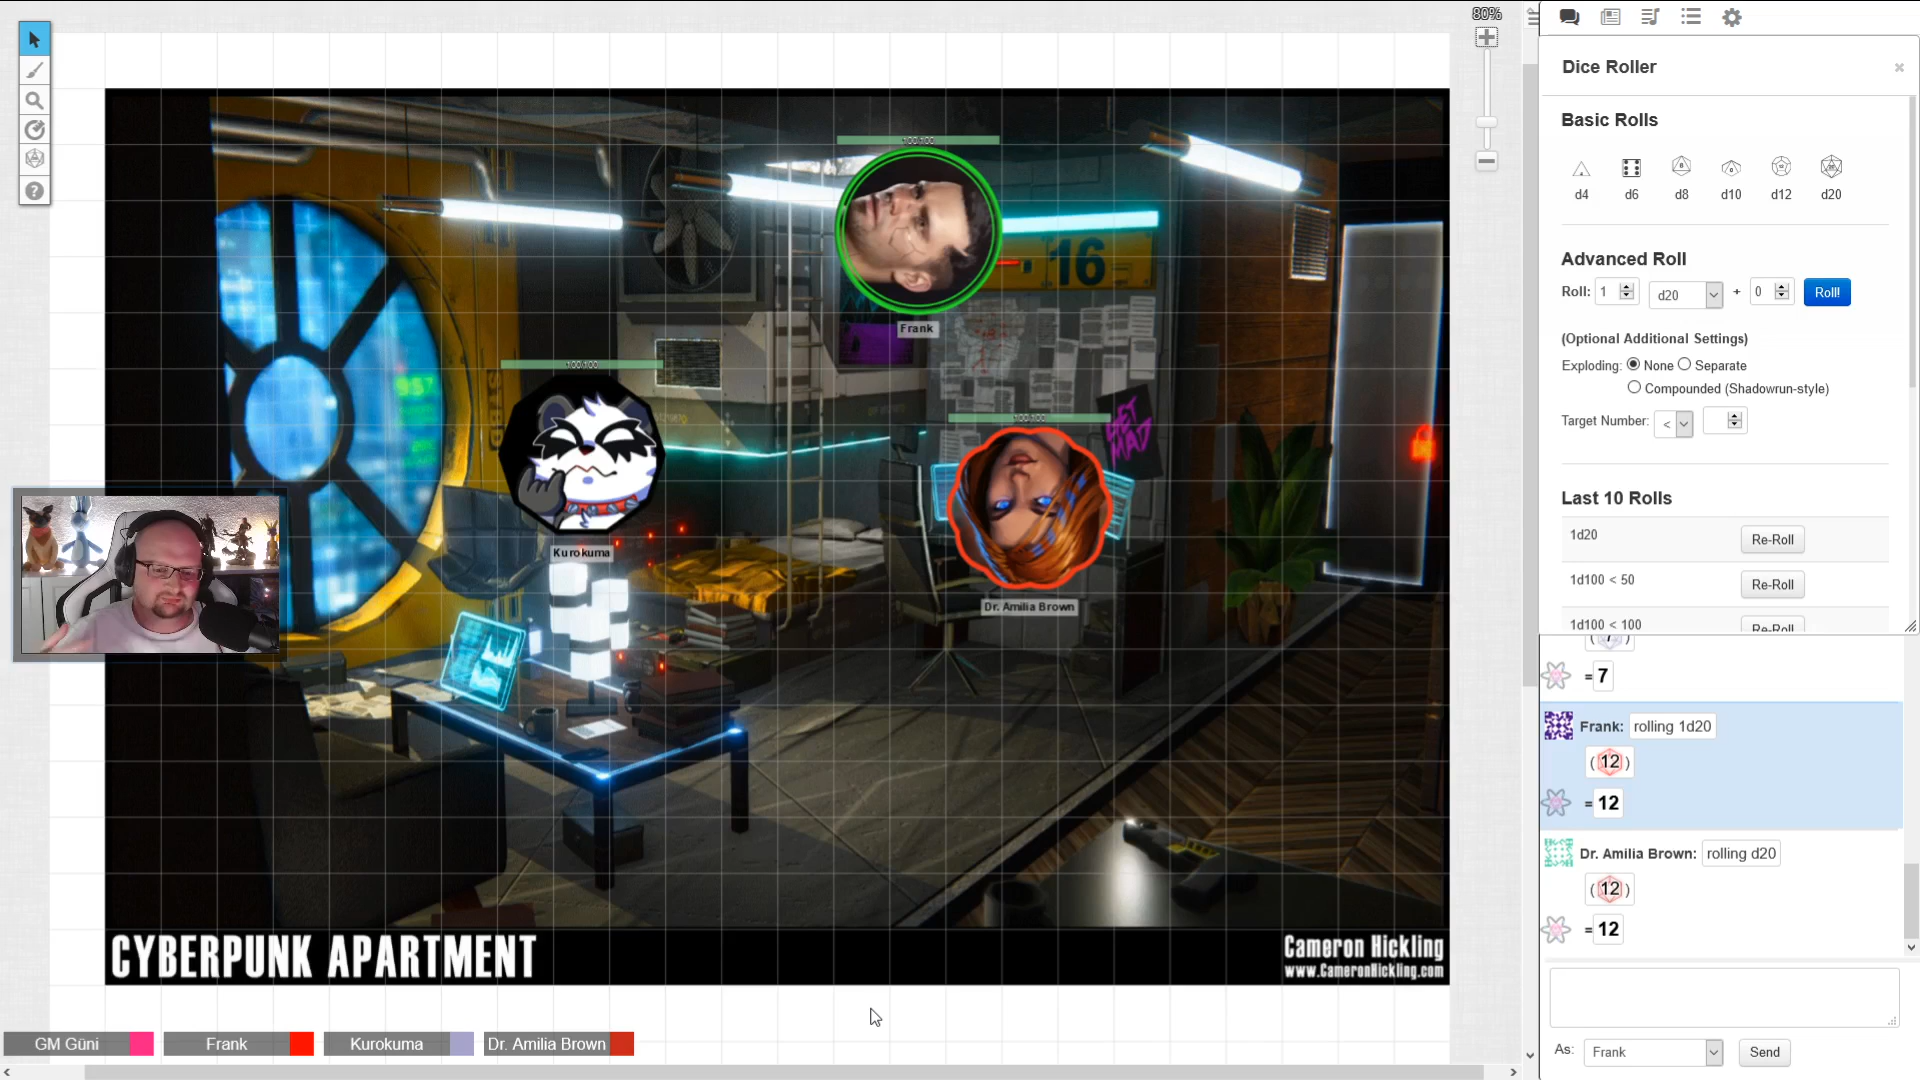 80%
Dice Roller
Basic Rolls
d4 d6 d8 d10 d12 d20
Advanced Roll
Roll: 1 d20 + 0 Roll!
(Optional Additional Settings)
Exploding: None Separate
Compounded (Shadowrun-style)
Target Number: <
Last 10 Rolls
1d20 Re-Roll
1d100 < 50 Re-Roll
1d100 < 100 Re-Roll
= 7
Frank: rolling 1d20
(12)
= 12
Dr. Amilia Brown: rolling d20
(12)
= 12
As: Frank Send
16
GET MAD
Frank
Kurokuma
Dr. Amilia Brown
CYBERPUNK APARTMENT
Cameron Hickling
www.CameronHickling.com
GM Güni Frank Kurokuma Dr. Amilia Brown